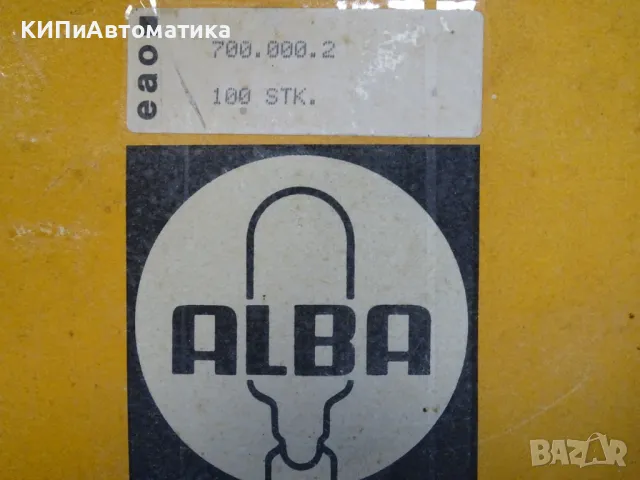 КИПиАвтоматика
eao
700.000.2
100 STK.
ALBA
BAZAR